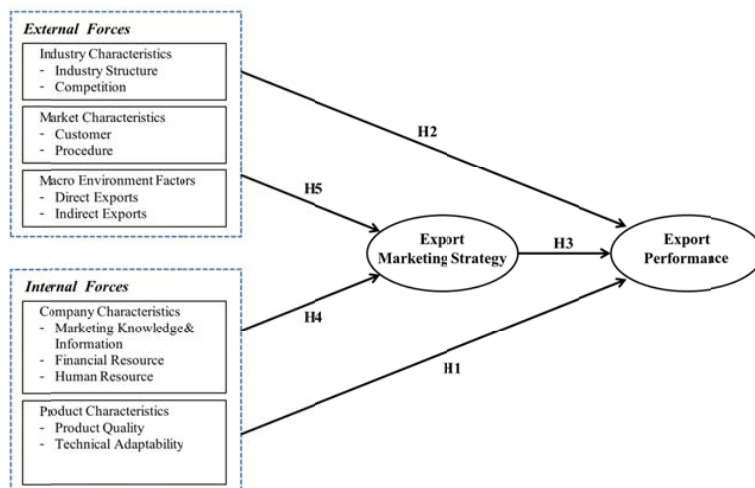 External Forces
Industry Characteristics
- Industry Structure
- Competition
Market Characteristics
- Customer
- Procedure
Macro Environment Factors
- Direct Exports
- Indirect Exports
Internal Forces
Company Characteristics
- Marketing Knowledge&
Information
- Financial Resource
- Human Resource
Product Characteristics
- Product Quality
- Technical Adaptability
H2
H5
Export
Marketing Strategy
H3
Export
Performance
H4
H1